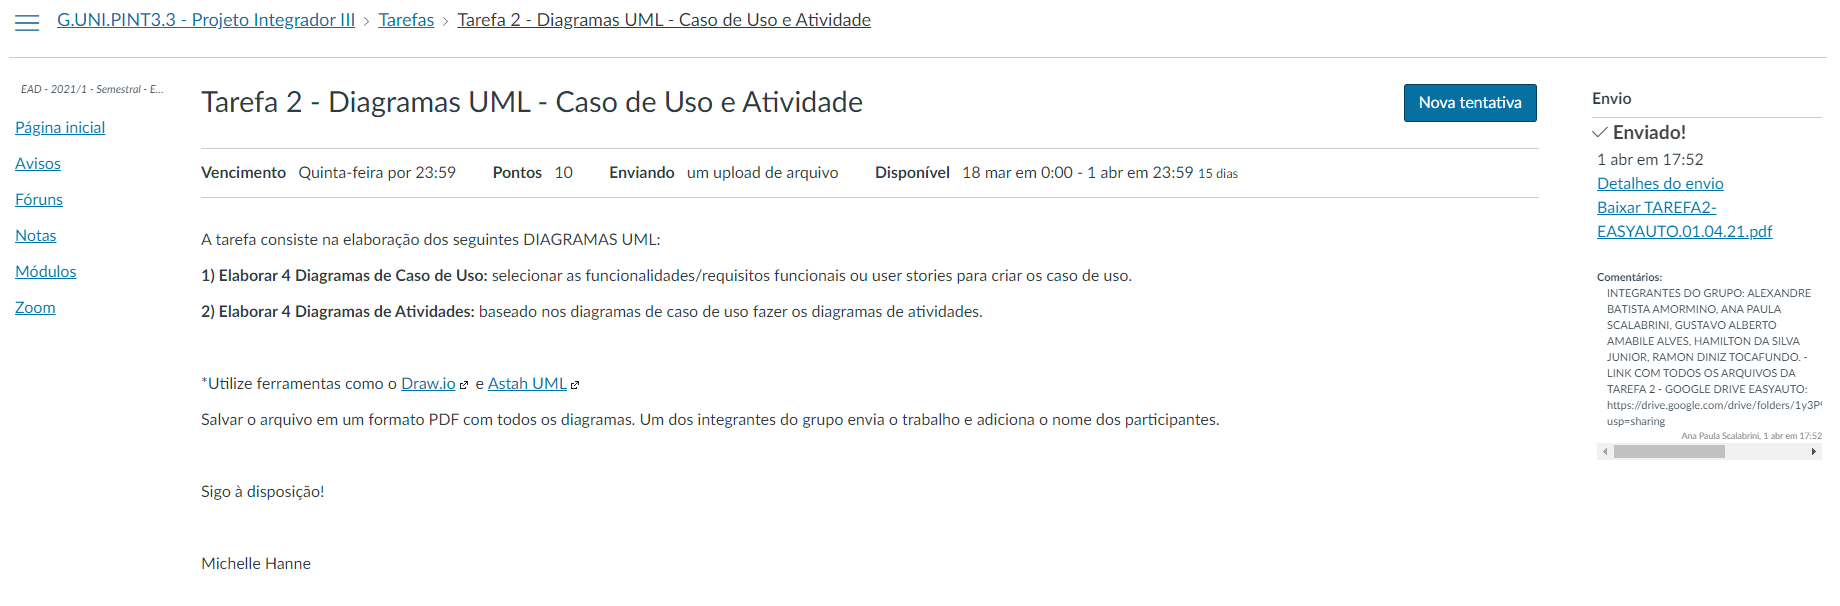 G.UNI.PINT3.3 - Projeto Integrador III › Tarefas › Tarefa 2 - Diagramas UML - Caso de Uso e Atividade
EAD - 2021/1 - Semestral - E...
Página inicial
Avisos
Fóruns
Notas
Módulos
Zoom
Tarefa 2 - Diagramas UML - Caso de Uso e Atividade
Nova tentativa
Vencimento Quinta-feira por 23:59 Pontos 10 Enviando um upload de arquivo Disponível 18 mar em 0:00 - 1 abr em 23:59 15 dias
A tarefa consiste na elaboração dos seguintes DIAGRAMAS UML:
1) Elaborar 4 Diagramas de Caso de Uso: selecionar as funcionalidades/requisitos funcionais ou user stories para criar os caso de uso.
2) Elaborar 4 Diagramas de Atividades: baseado nos diagramas de caso de uso fazer os diagramas de atividades.
*Utilize ferramentas como o Draw.io e Astah UML
Salvar o arquivo em um formato PDF com todos os diagramas. Um dos integrantes do grupo envia o trabalho e adiciona o nome dos participantes.
Sigo à disposição!
Michelle Hanne
Envio
Enviado!
1 abr em 17:52
Detalhes do envio
Baixar TAREFA2-
EASYAUTO.01.04.21.pdf
Comentários:
INTEGRANTES DO GRUPO: ALEXANDRE
BATISTA AMORMINO, ANA PAULA
SCALABRINI, GUSTAVO ALBERTO
AMABILE ALVES, HAMILTON DA SILVA
JUNIOR, RAMON DINIZ TOCAFUNDO. -
LINK COM TODOS OS ARQUIVOS DA
TAREFA 2 - GOOGLE DRIVE EASYAUTO:
https://drive.google.com/drive/folders/1y3P
usp=sharing
Ana Paula Scalabrini, 1 abr em 17:52